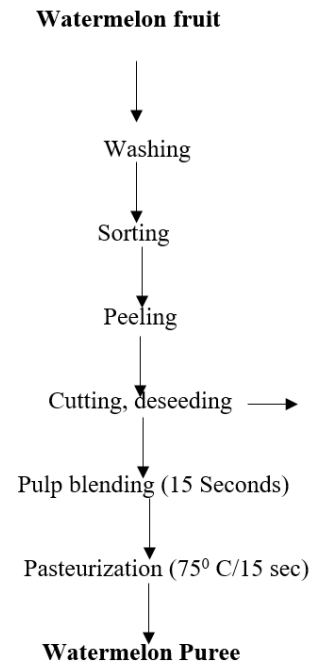 Watermelon fruit
Washing
Sorting
Peeling
Cutting, deseeding
Pulp blending (15 Seconds)
Pasteurization (75⁰ C/15 sec)
Watermelon Puree